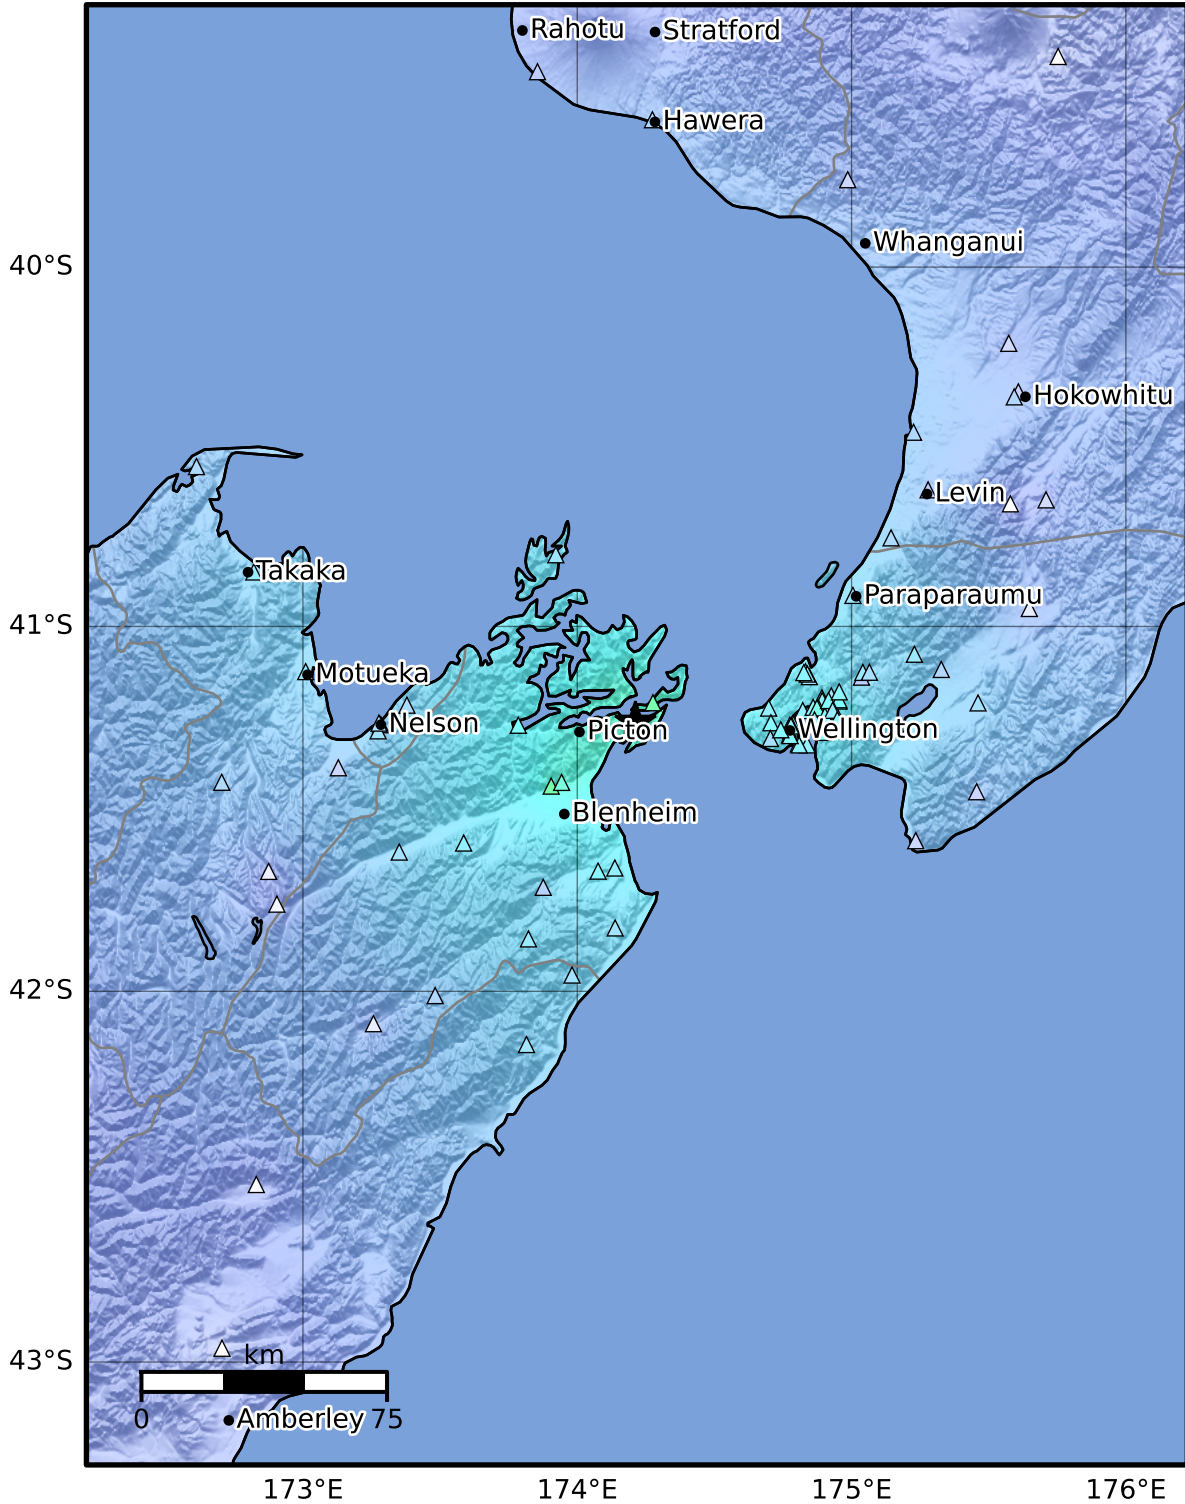 Rahotu
Stratford
Hawera
Whanganui
40°S
Hokowhitu
Levin
Takaka
Paraparaumu
41°S
Motueka
Nelson
Picton
Wellington
Blenheim
42°S
43°S
km
0
75
Amberley
173°E
174°E
175°E
176°E